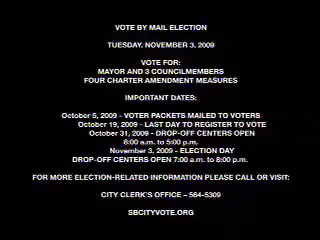 VOTE BY MAIL ELECTION
TUESDAY, NOVEMBER 3, 2009
VOTE FOR:
MAYOR AND 3 COUNCILMEMBERS
FOUR CHARTER AMENDMENT MEASURES
IMPORTANT DATES:
October 5, 2009 - VOTER PACKETS MAILED TO VOTERS
October 19, 2009 - LAST DAY TO REGISTER TO VOTE
October 31, 2009 - DROP-OFF CENTERS OPEN
8:00 a.m. to 5:00 p.m.
November 3, 2009 - ELECTION DAY
DROP-OFF CENTERS OPEN 7:00 a.m. to 8:00 p.m.
FOR MORE ELECTION-RELATED INFORMATION PLEASE CALL OR VISIT:
CITY CLERK'S OFFICE – 564-5309
SBCITYVOTE.ORG